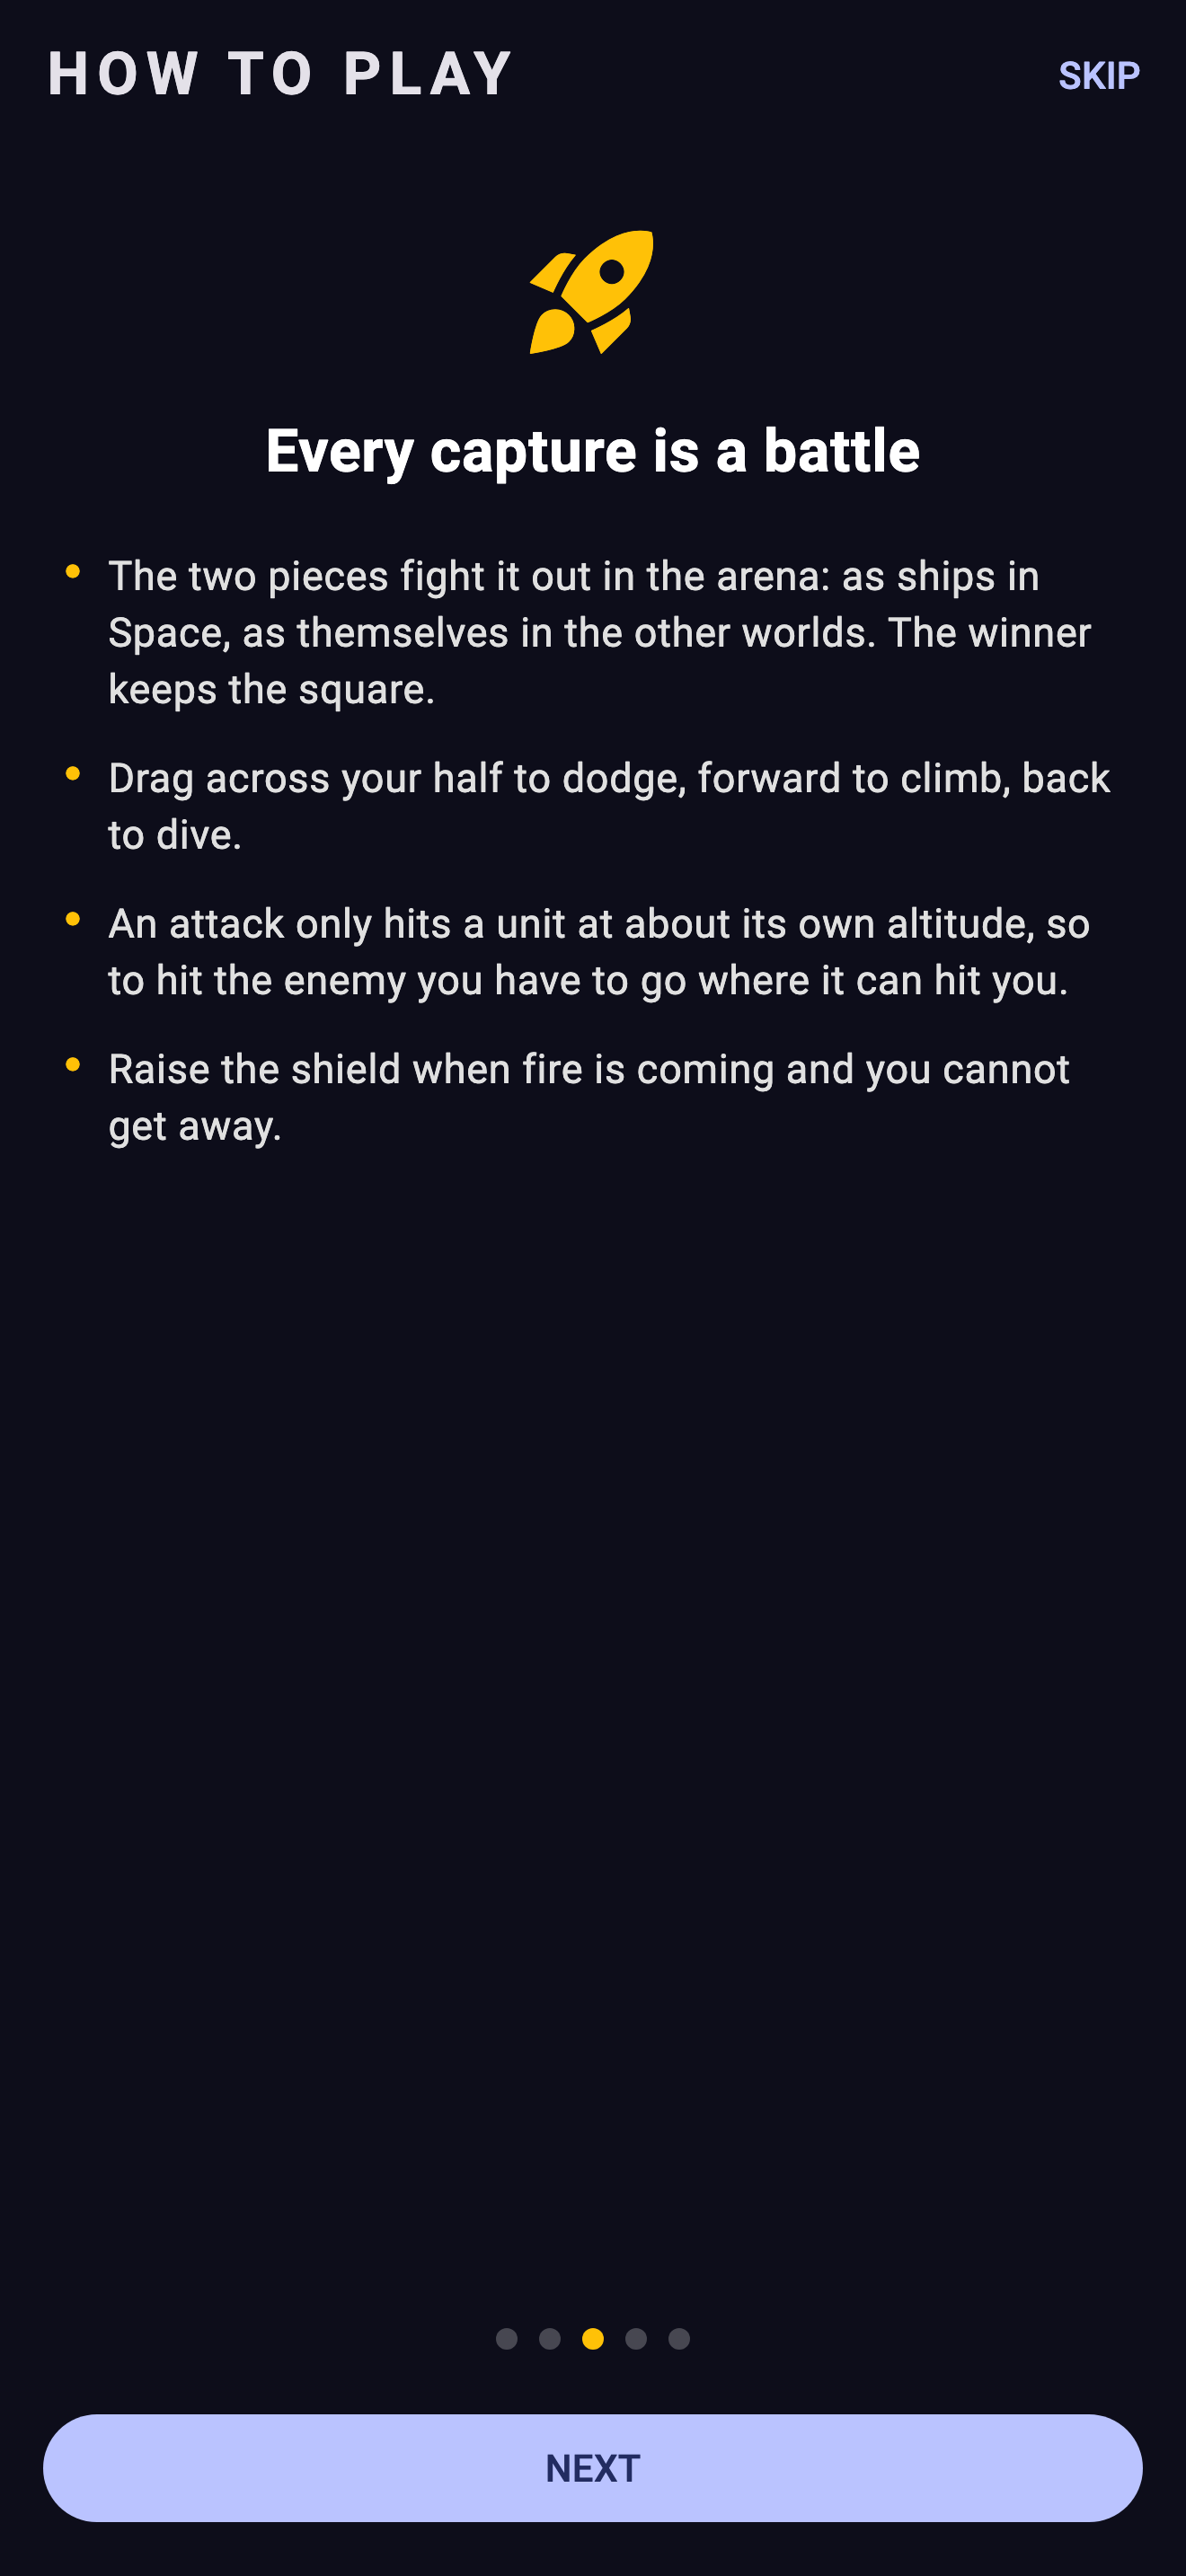 HOW TO PLAY
SKIP
Every capture is a battle
The two pieces fight it out in the arena: as ships in
Space, as themselves in the other worlds. The winner
keeps the square.
Drag across your half to dodge, forward to climb, back
to dive.
An attack only hits a unit at about its own altitude, so
to hit the enemy you have to go where it can hit you.
Raise the shield when fire is coming and you cannot
get away.
NEXT